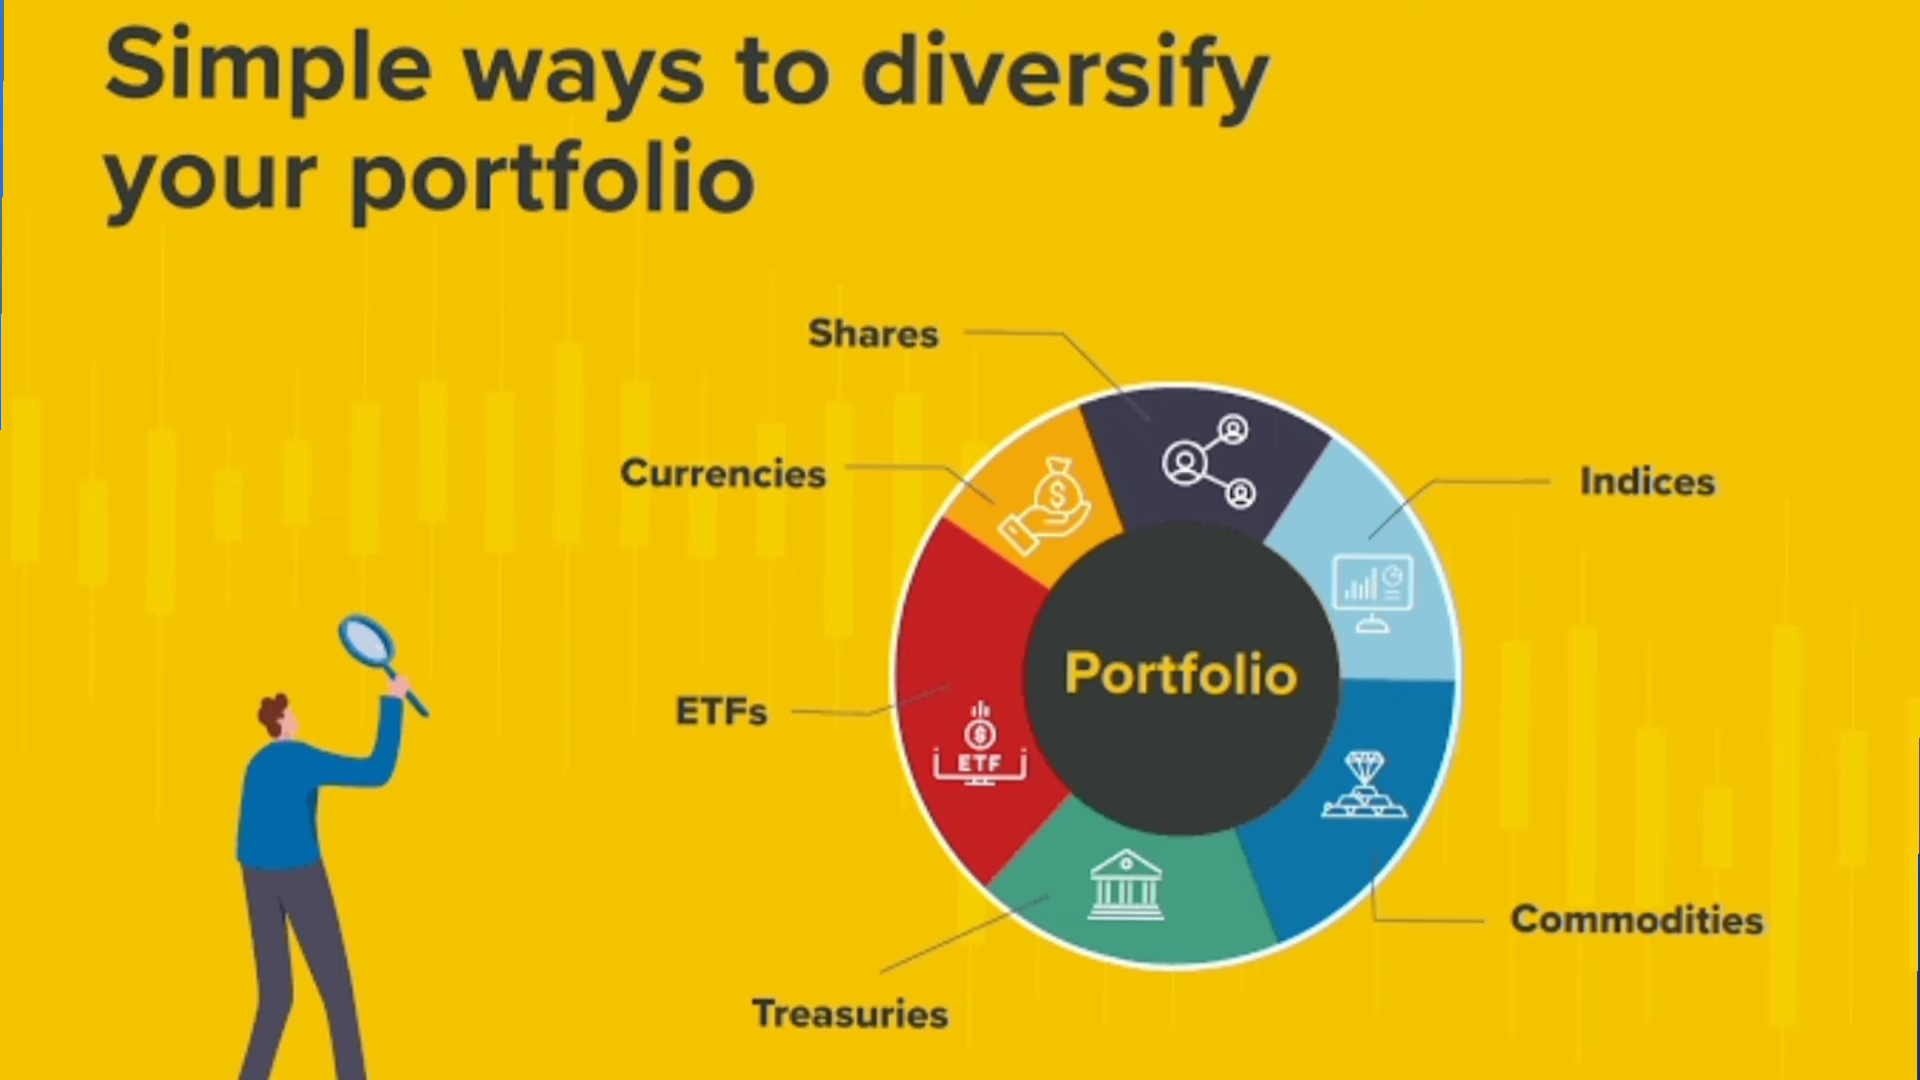 Simple ways to diversify
your portfolio
Shares
Currencies
Indices
Portfolio
ETFs
$
$
ETF
Commodities
Treasuries